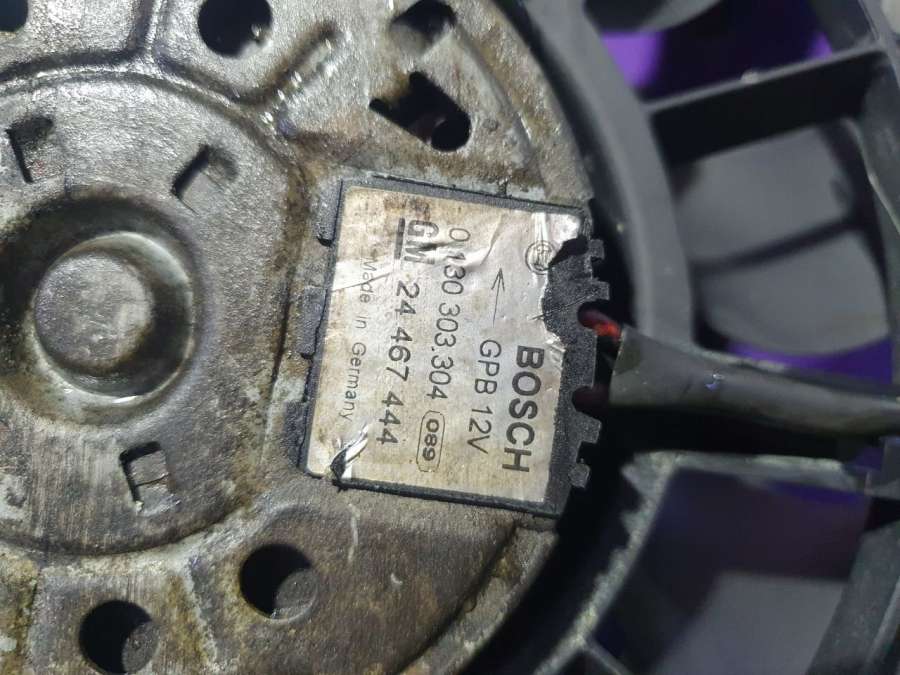 BOSCH
GPB 12V
0 130 303.304 089
GM 24 467 444
Made in Germany